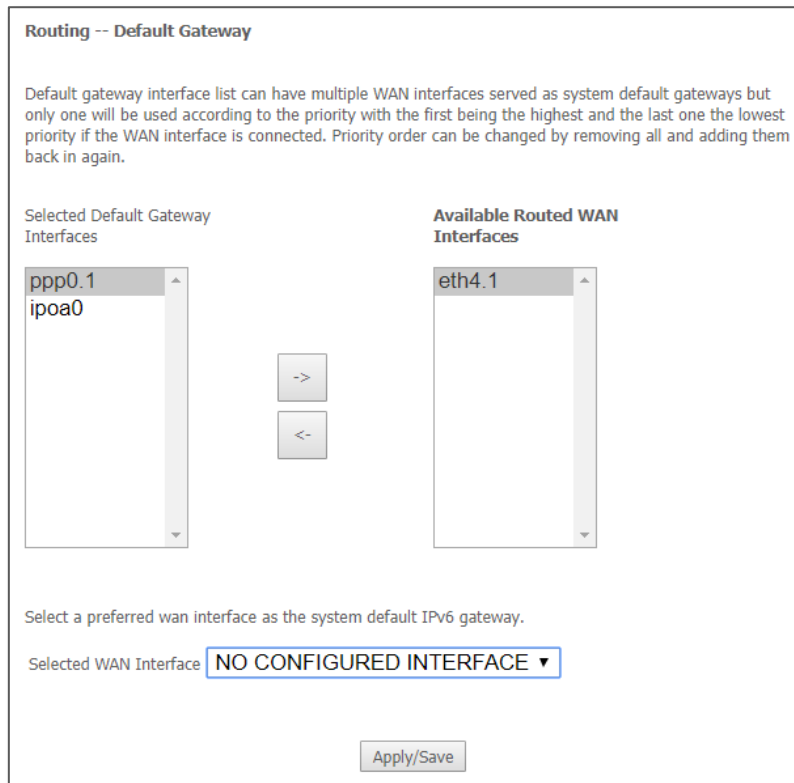 Routing -- Default Gateway
Default gateway interface list can have multiple WAN interfaces served as system default gateways but
only one will be used according to the priority with the first being the highest and the last one the lowest
priority if the WAN interface is connected. Priority order can be changed by removing all and adding them
back in again.
Selected Default Gateway
Interfaces
Available Routed WAN
Interfaces
ppp0.1
ipoa0
eth4.1
->
<-
Select a preferred wan interface as the system default IPv6 gateway.
Selected WAN Interface NO CONFIGURED INTERFACE
Apply/Save